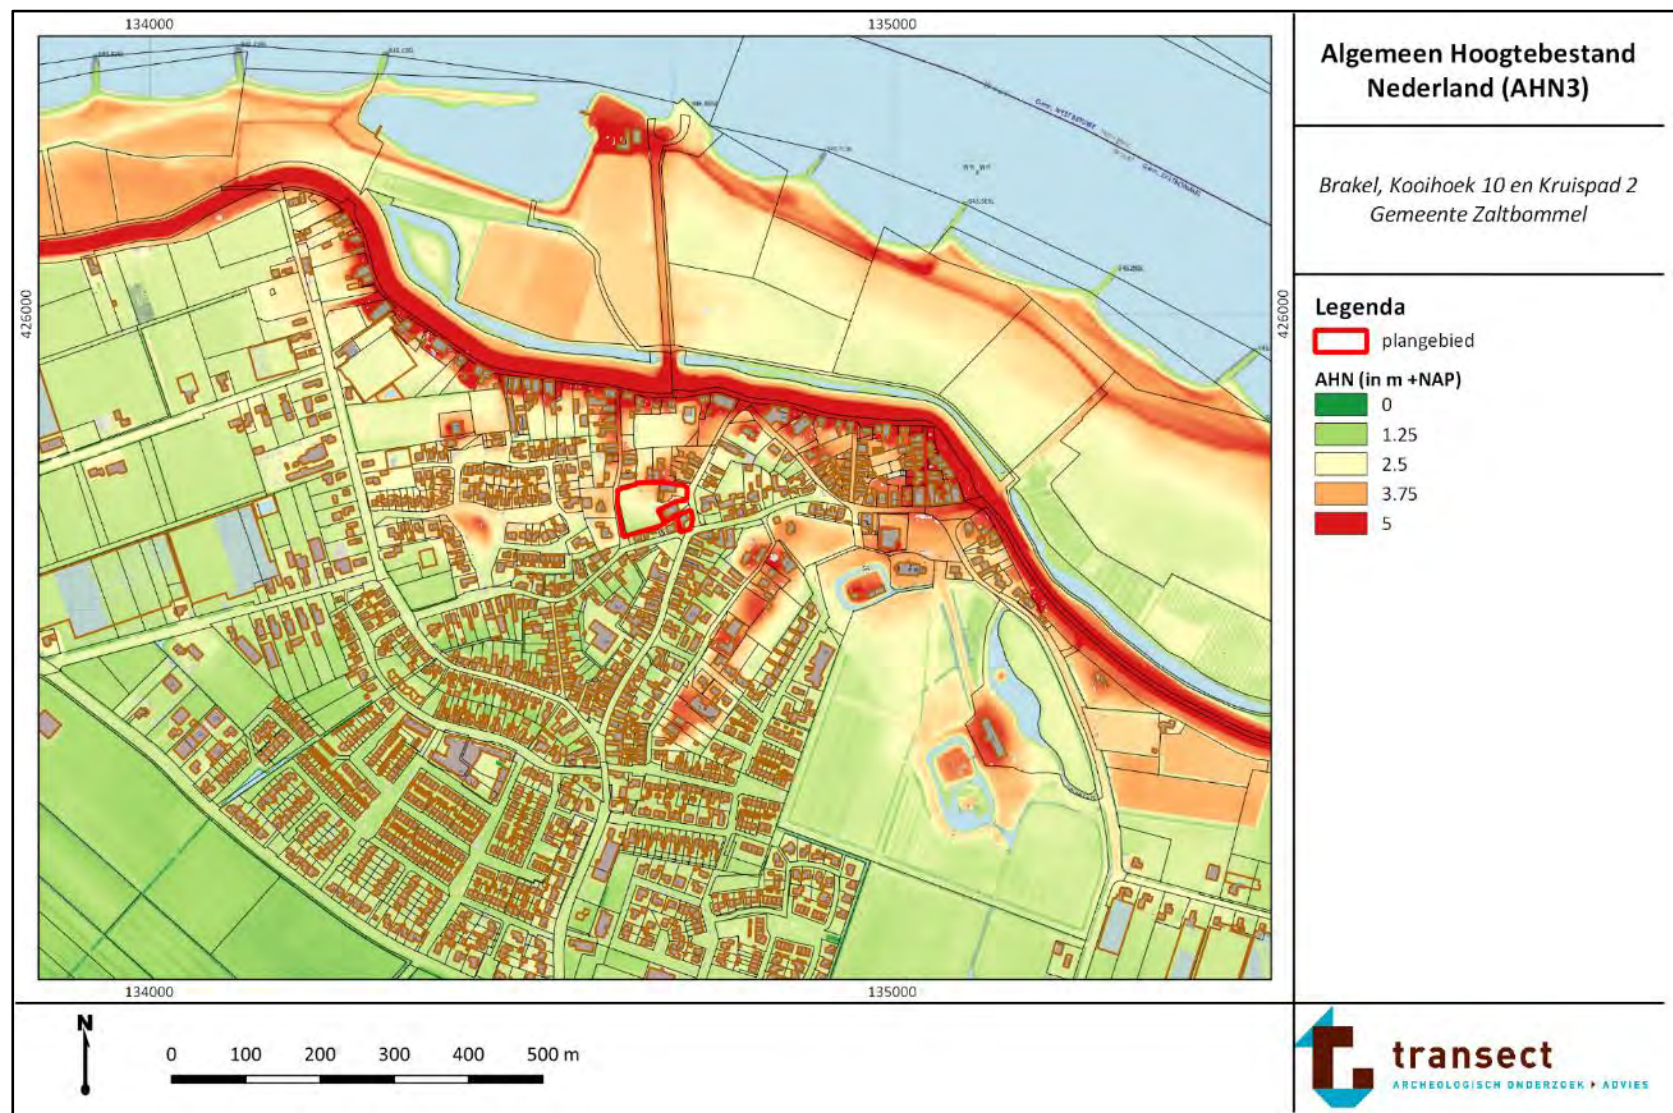 134000
135000
426000
426000
134000
135000
N
0 100 200 300 400 500 m
Algemeen Hoogtebestand
Nederland (AHN3)
Brakel, Kooihoek 10 en Kruispad 2
Gemeente Zaltbommel
Legenda
plangebied
AHN (in m +NAP)
0
1.25
2.5
3.75
5
transect
ARCHEOLOGISCH ONDERZOEK ▸ ADVIES